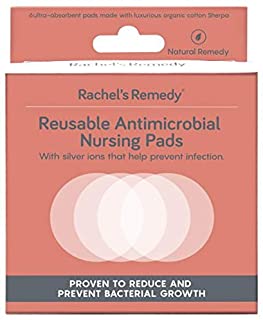 6 ultra-absorbent pads made with luxurious organic cotton Sherpa
Natural Remedy
Rachel's Remedy®
Reusable Antimicrobial
Nursing Pads
With silver ions that help prevent infection.
PROVEN TO REDUCE AND
PREVENT BACTERIAL GROWTH